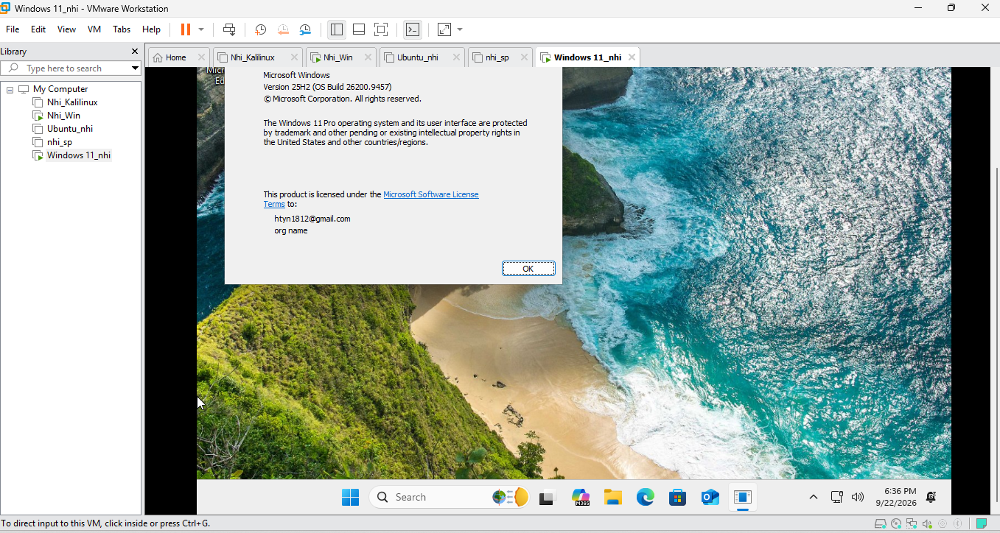 Windows 11_nhi - VMware Workstation
File Edit View VM Tabs Help
Library
Type here to search
My Computer
Nhi_Kalilinux
Nhi_Win
Ubuntu_nhi
nhi_sp
Windows 11_nhi
Home Nhi_Kalilinux Nhi_Win Ubuntu_nhi nhi_sp Windows 11_nhi
Microsoft Windows
Version 25H2 (OS Build 26200.9457)
© Microsoft Corporation. All rights reserved.
The Windows 11 Pro operating system and its user interface are protected
by trademark and other pending or existing intellectual property rights in
the United States and other countries/regions.
This product is licensed under the Microsoft Software License
Terms to:
htyn1812@gmail.com
org name
OK
Search
M365
6:36 PM
9/22/2026
To direct input to this VM, click inside or press Ctrl+G.